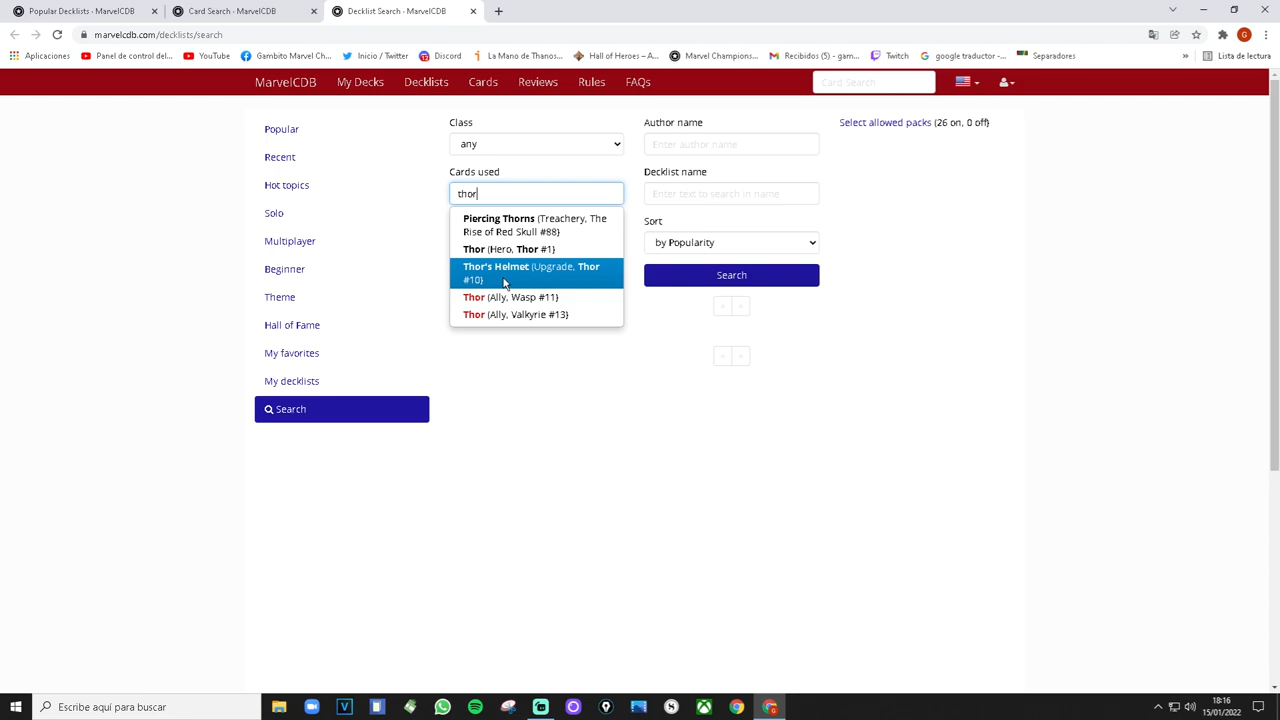 Popular Decklists · MarvelCDB
Card Search · MarvelCDB
Decklist Search · MarvelCDB
marvelcdb.com/decklists/search
G
Aplicaciones
Panel de control del...
YouTube
Gambito Marvel Ch...
Inicio / Twitter
Discord
La Mano de Thanos...
Hall of Heroes – A...
Marvel Champions...
Recibidos (5) - gam...
Twitch
google traductor -...
Separadores
»
Lista de lectura
MarvelCDB
My Decks
Decklists
Cards
Reviews
Rules
FAQs
Card Search
Popular
Recent
Hot topics
Solo
Multiplayer
Beginner
Theme
Hall of Fame
My favorites
My decklists
Search
Class
any
Cards used
thor
Piercing Thorns (Treachery, The
Rise of Red Skull #88)
Thor (Hero, Thor #1)
Thor's Helmet (Upgrade, Thor
#10)
Thor (Ally, Wasp #11)
Thor (Ally, Valkyrie #13)
Author name
Enter author name
Decklist name
Enter text to search in name
Sort
by Popularity
Search
« »
« »
Select allowed packs (26 on, 0 off)
Escribe aquí para buscar
18:16
15/01/2022